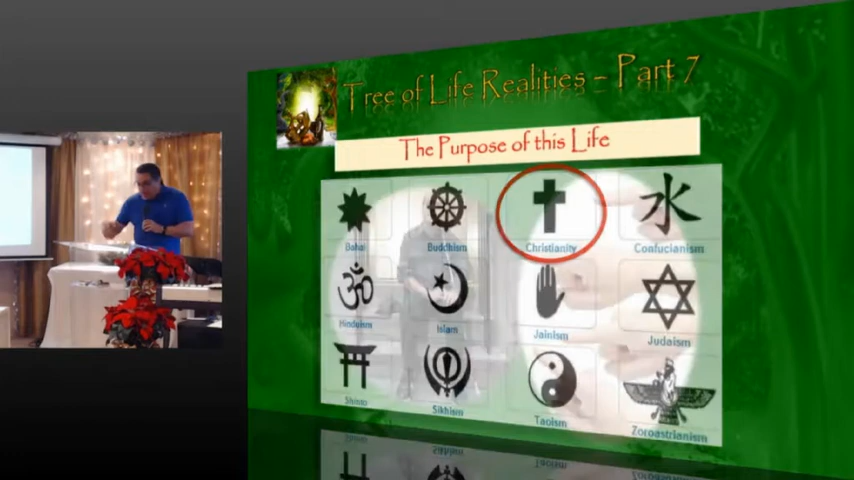 Tree of Life Realities – Part 7
The Purpose of this Life
Bahai Buddhism Christianity Confucianism
水
Hinduism Islam Jainism Judaism
Shinto Sikhism Taoism Zoroastrianism